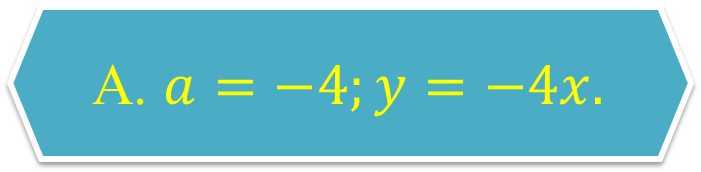 A. a = −4; y = −4x.